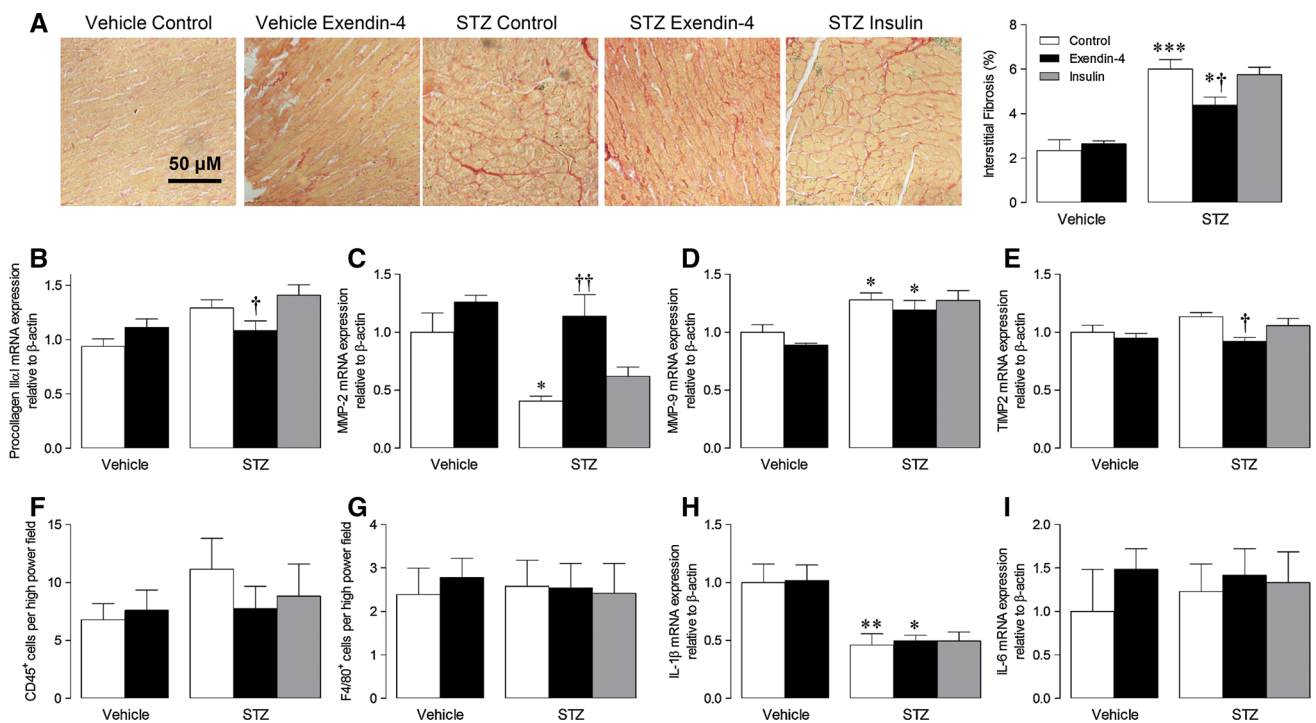 A
Vehicle Control
Vehicle Exendin-4
STZ Control
STZ Exendin-4
STZ Insulin
50 µM
Interstitial Fibrosis (%)
8
6
4
2
0
Control
Exendin-4
Insulin
***
*†
Vehicle
STZ
B
Procollagen IIIαI mRNA expression
relative to β-actin
1.5
1.0
0.5
0.0
†
Vehicle
STZ
C
MMP-2 mRNA expression
relative to β-actin
1.5
1.0
0.5
0.0
*
††
Vehicle
STZ
D
MMP-9 mRNA expression
relative to β-actin
1.5
1.0
0.5
0.0
*
*
Vehicle
STZ
E
TIMP2 mRNA expression
relative to β-actin
1.5
1.0
0.5
0.0
†
Vehicle
STZ
F
CD45+ cells per high power field
15
10
5
0
Vehicle
STZ
G
F4/80+ cells per high power field
4
3
2
1
0
Vehicle
STZ
H
IL-1β mRNA expression
relative to β-actin
1.5
1.0
0.5
0.0
**
*
Vehicle
STZ
I
IL-6 mRNA expression
relative to β-actin
2.0
1.5
1.0
0.5
0.0
Vehicle
STZ